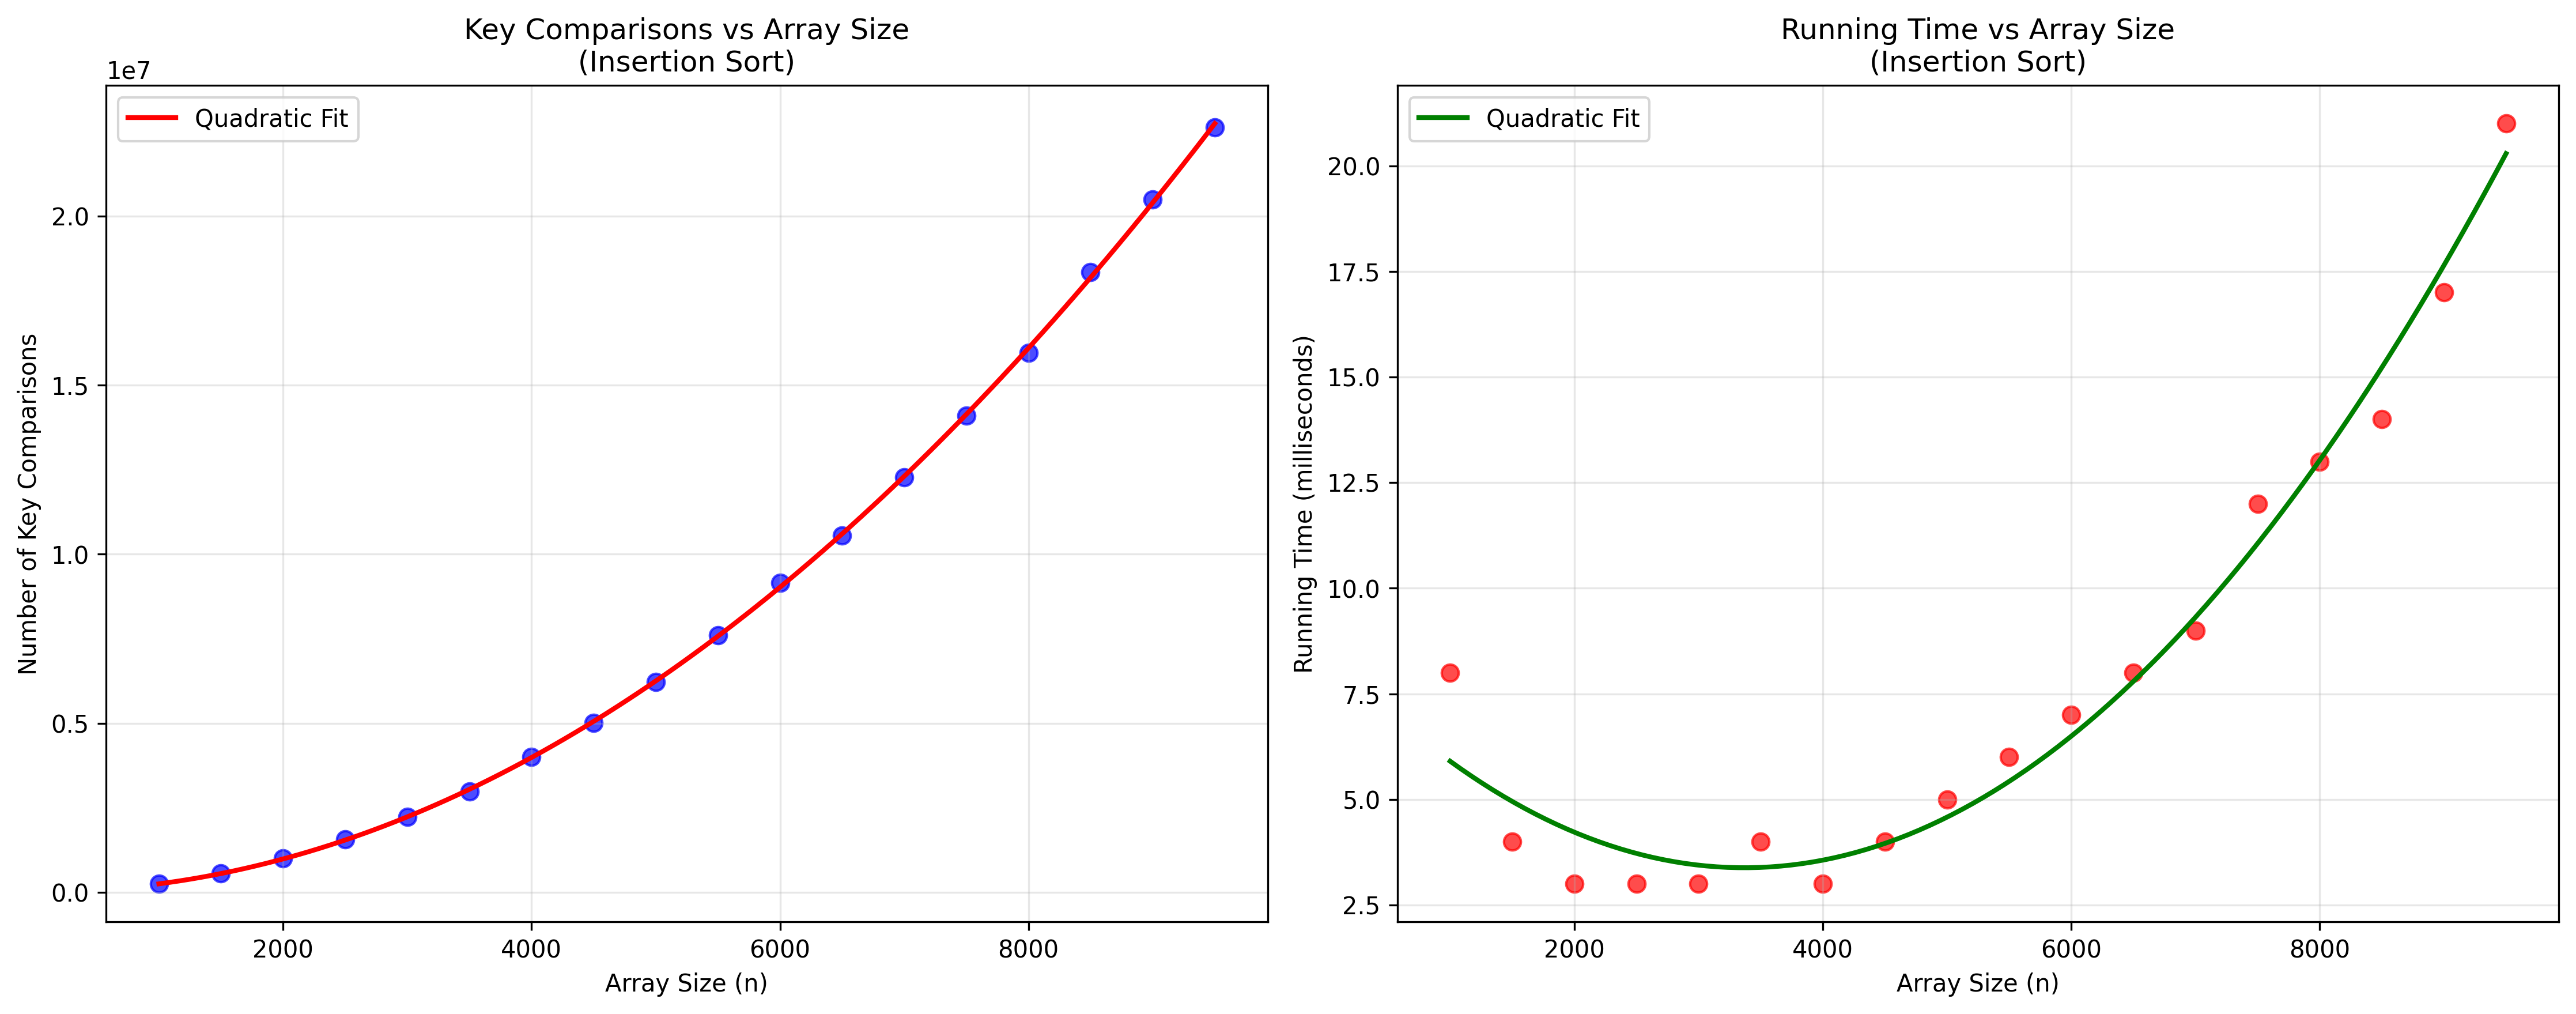 Key Comparisons vs Array Size
(Insertion Sort)
1e7
Quadratic Fit
Number of Key Comparisons
2.0
1.5
1.0
0.5
0.0
2000 4000 6000 8000
Array Size (n)
Running Time vs Array Size
(Insertion Sort)
Quadratic Fit
Running Time (milliseconds)
20.0
17.5
15.0
12.5
10.0
7.5
5.0
2.5
2000 4000 6000 8000
Array Size (n)